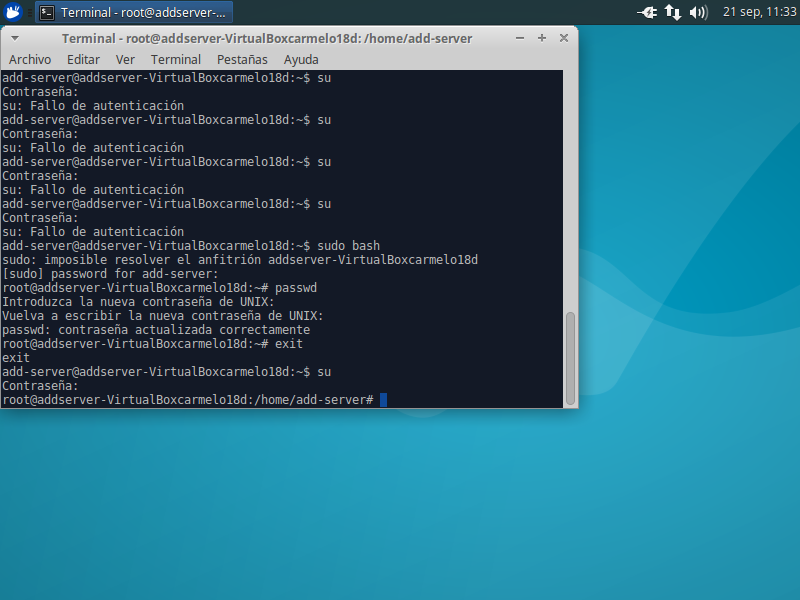 Terminal - root@addserver-...
21 sep, 11:33
Terminal - root@addserver-VirtualBoxcarmelo18d: /home/add-server
Archivo Editar Ver Terminal Pestañas Ayuda
add-server@addserver-VirtualBoxcarmelo18d:~$ su
Contraseña:
su: Fallo de autenticación
add-server@addserver-VirtualBoxcarmelo18d:~$ su
Contraseña:
su: Fallo de autenticación
add-server@addserver-VirtualBoxcarmelo18d:~$ su
Contraseña:
su: Fallo de autenticación
add-server@addserver-VirtualBoxcarmelo18d:~$ su
Contraseña:
su: Fallo de autenticación
add-server@addserver-VirtualBoxcarmelo18d:~$ sudo bash
sudo: imposible resolver el anfitrión addserver-VirtualBoxcarmelo18d
[sudo] password for add-server:
root@addserver-VirtualBoxcarmelo18d:~# passwd
Introduzca la nueva contraseña de UNIX:
Vuelva a escribir la nueva contraseña de UNIX:
passwd: contraseña actualizada correctamente
root@addserver-VirtualBoxcarmelo18d:~# exit
exit
add-server@addserver-VirtualBoxcarmelo18d:~$ su
Contraseña:
root@addserver-VirtualBoxcarmelo18d:/home/add-server#